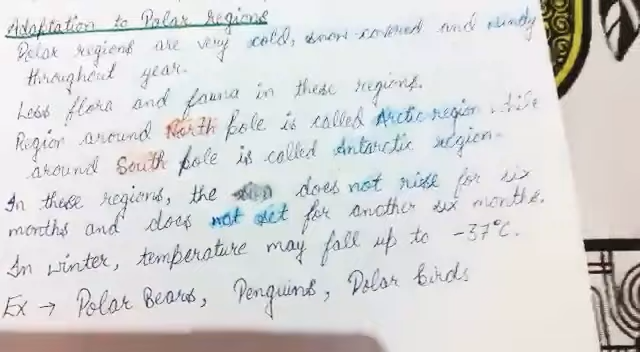 Adaptation to Polar regions
Polar regions are very cold, snow-covered and windy
throughout year.
Less flora and fauna in these regions.
Region around North Pole is called Arctic region while
around South pole is called Antarctic region.
In these regions, the does not rise for six
months and does not set for another six months.
In winter, temperature may fall up to -37°C.
Ex → Polar Bears, Penguins, Polar birds